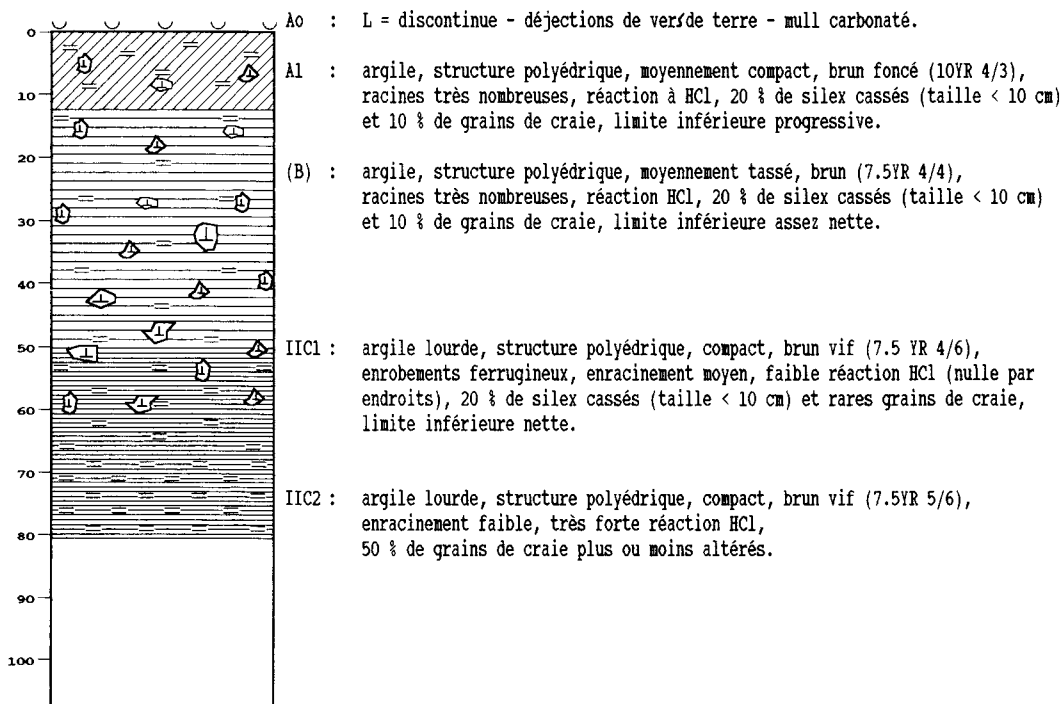 Ao : L = discontinue - déjections de vers de terre - mull carbonaté.
A1 : argile, structure polyédrique, moyennement compact, brun foncé (10YR 4/3),
racines très nombreuses, réaction à HCl, 20 % de silex cassés (taille < 10 cm)
et 10 % de grains de craie, limite inférieure progressive.
(B) : argile, structure polyédrique, moyennement tassé, brun (7.5YR 4/4),
racines très nombreuses, réaction HCl, 20 % de silex cassés (taille < 10 cm)
et 10 % de grains de craie, limite inférieure assez nette.
IIC1 : argile lourde, structure polyédrique, compact, brun vif (7.5 YR 4/6),
enrobements ferrugineux, enracinement moyen, faible réaction HCl (nulle par
endroits), 20 % de silex cassés (taille < 10 cm) et rares grains de craie,
limite inférieure nette.
IIC2 : argile lourde, structure polyédrique, compact, brun vif (7.5YR 5/6),
enracinement faible, très forte réaction HCl,
50 % de grains de craie plus ou moins altérés.
0
10
20
30
40
50
60
70
80
90
100